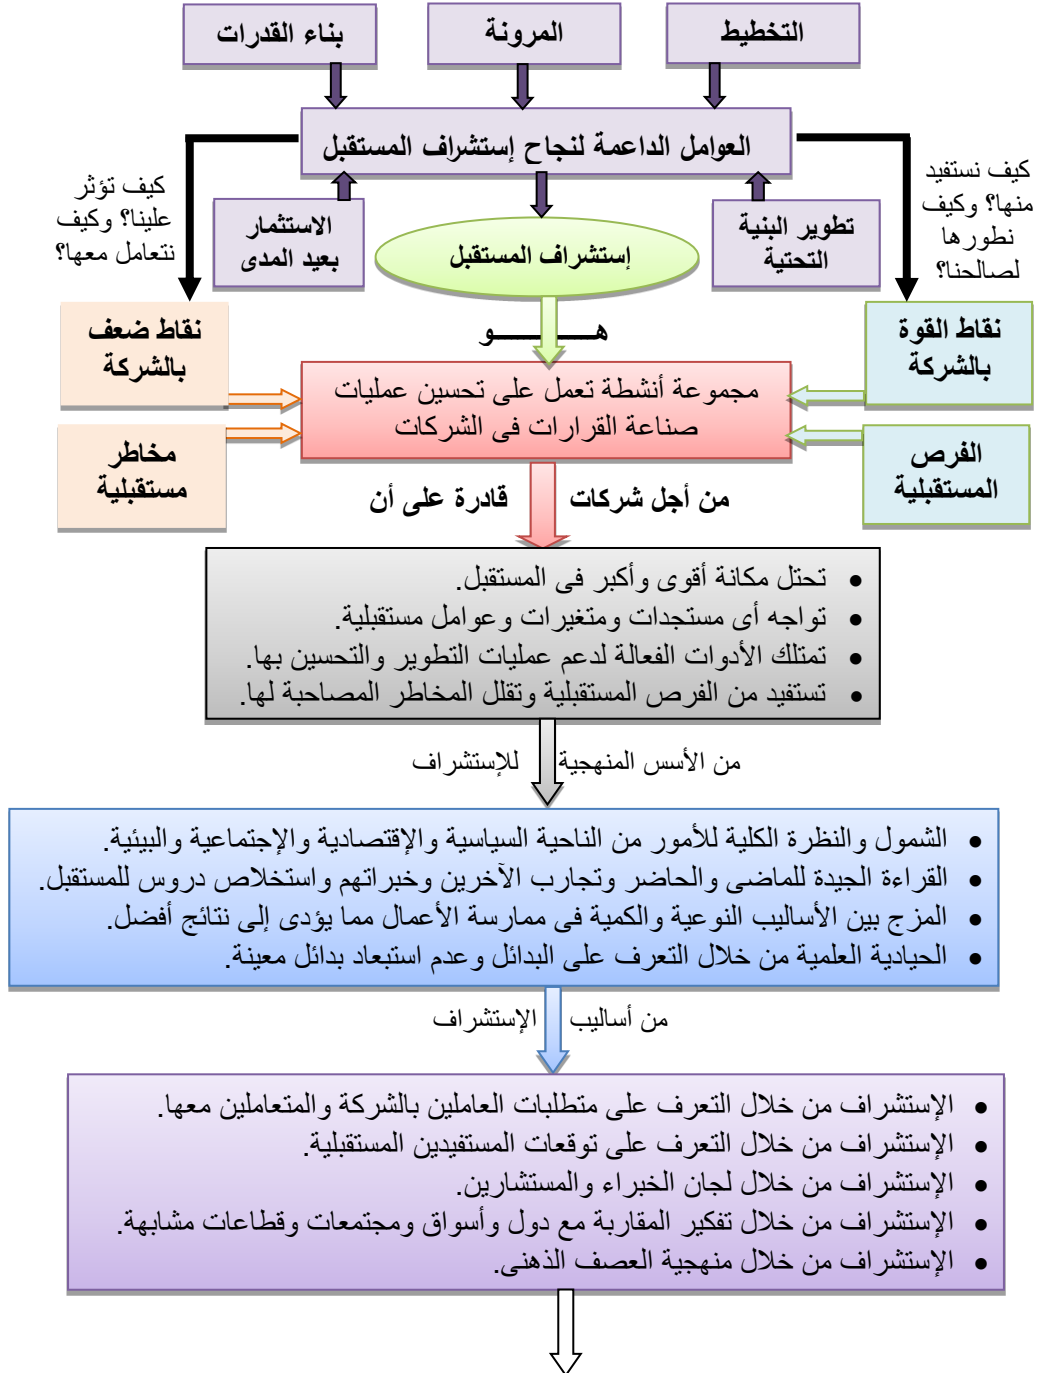 التخطيط
المرونة
بناء القدرات
العوامل الداعمة لنجاح إستشراف المستقبل
كيف نستفيد
منها؟ وكيف
نطورها
لصالحنا؟
كيف تؤثر
علينا؟ وكيف
نتعامل معها؟
تطوير البنية
التحتية
الاستثمار
بعيد المدى
إستشراف المستقبل
هــــــــــــو
نقاط القوة
بالشركة
نقاط ضعف
بالشركة
مجموعة أنشطة تعمل على تحسين عمليات
صناعة القرارات فى الشركات
الفرص
المستقبلية
مخاطر
مستقبلية
من أجل شركات قادرة على أن
• تحتل مكانة أقوى وأكبر فى المستقبل.
• تواجه أى مستجدات ومتغيرات وعوامل مستقبلية.
• تمتلك الأدوات الفعالة لدعم عمليات التطوير والتحسين بها.
• تستفيد من الفرص المستقبلية وتقلل المخاطر المصاحبة لها.
من الأسس المنهجية للإستشراف
• الشمول والنظرة الكلية للأمور من الناحية السياسية والإقتصادية والإجتماعية والبيئية.
• القراءة الجيدة للماضى والحاضر وتجارب الآخرين وخبراتهم واستخلاص دروس للمستقبل.
• المزج بين الأساليب النوعية والكمية فى ممارسة الأعمال مما يؤدى إلى نتائج أفضل.
• الحيادية العلمية من خلال التعرف على البدائل وعدم استبعاد بدائل معينة.
من أساليب الإستشراف
• الإستشراف من خلال التعرف على متطلبات العاملين بالشركة والمتعاملين معها.
• الإستشراف من خلال التعرف على توقعات المستفيدين المستقبلية.
• الإستشراف من خلال لجان الخبراء والمستشارين.
• الإستشراف من خلال تفكير المقاربة مع دول وأسواق ومجتمعات وقطاعات مشابهة.
• الإستشراف من خلال منهجية العصف الذهنى.